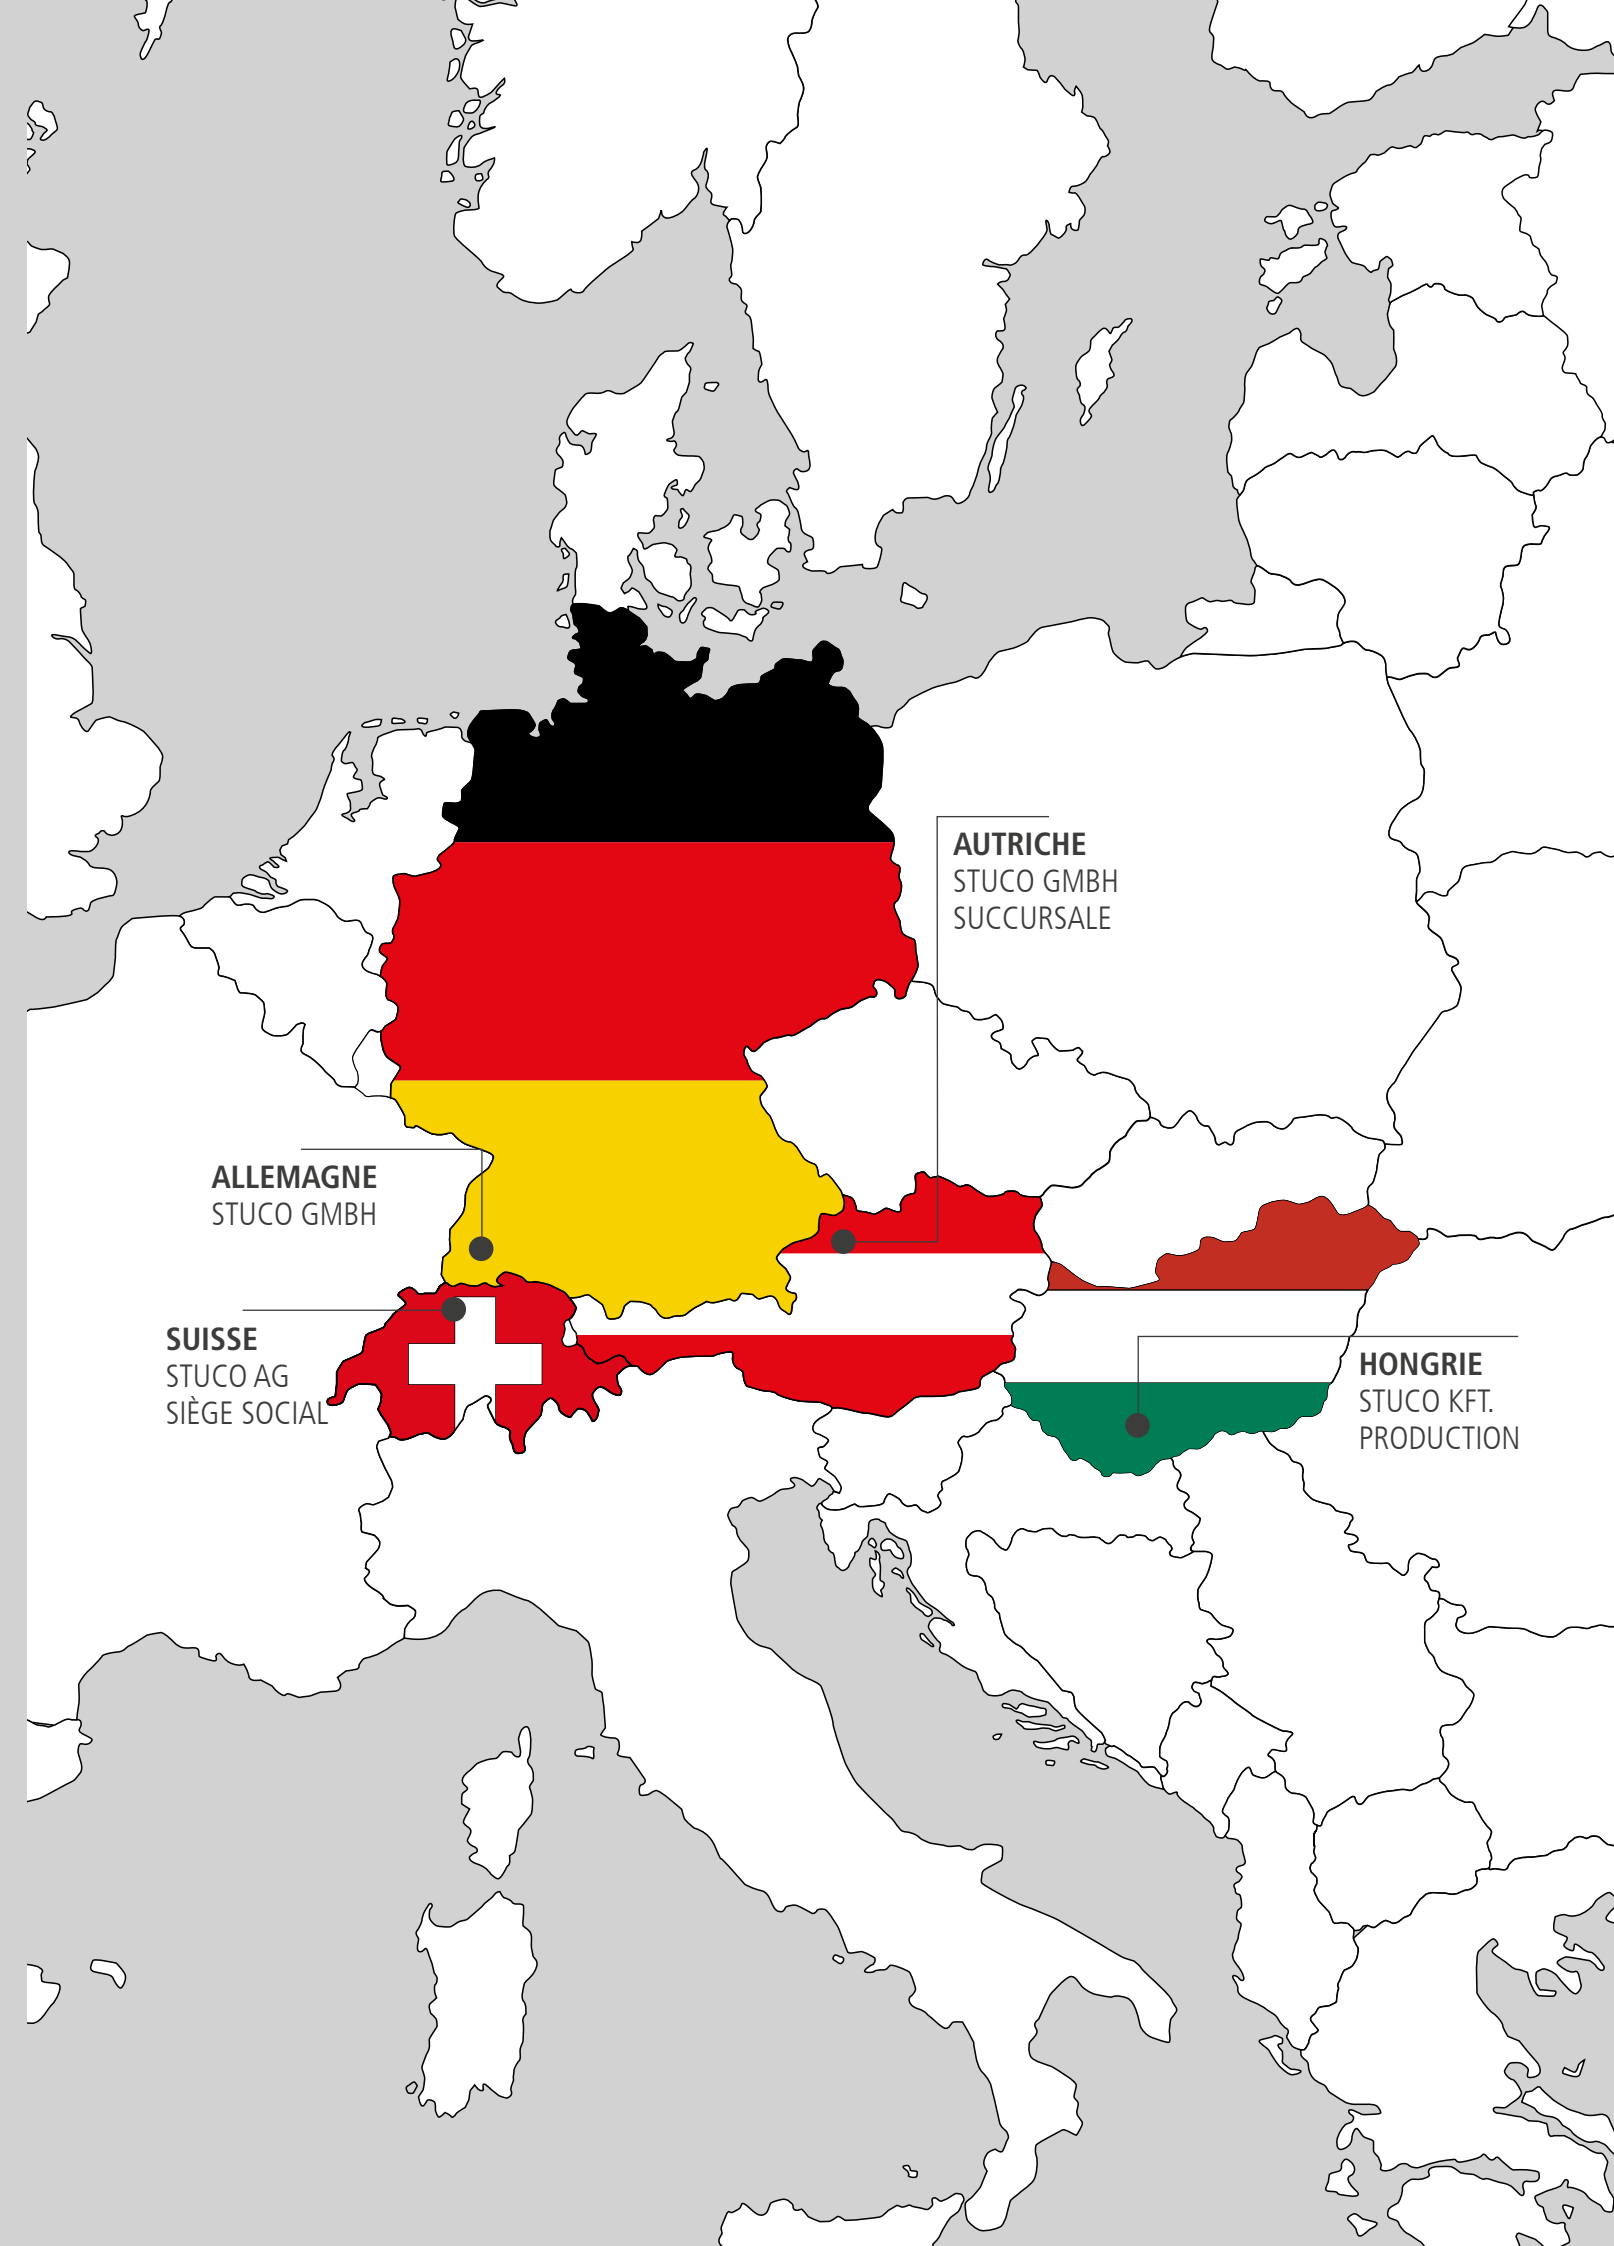 AUTRICHE
STUCO GMBH
SUCCURSALE
ALLEMAGNE
STUCO GMBH
SUISSE
STUCO AG
SIÈGE SOCIAL
HONGRIE
STUCO KFT.
PRODUCTION